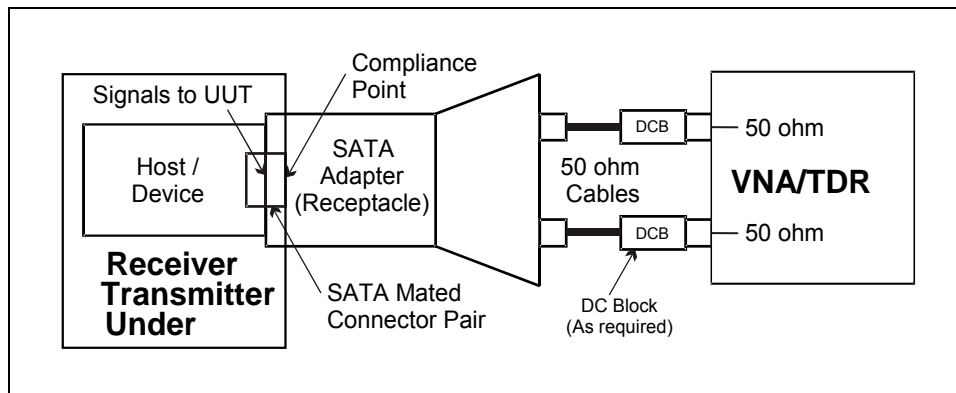 Signals to UUT
Compliance
Point
Host /
Device
SATA
Adapter
(Receptacle)
Receiver
Transmitter
Under
SATA Mated
Connector Pair
50 ohm
Cables
DCB
DCB
DC Block
(As required)
50 ohm
VNA/TDR
50 ohm